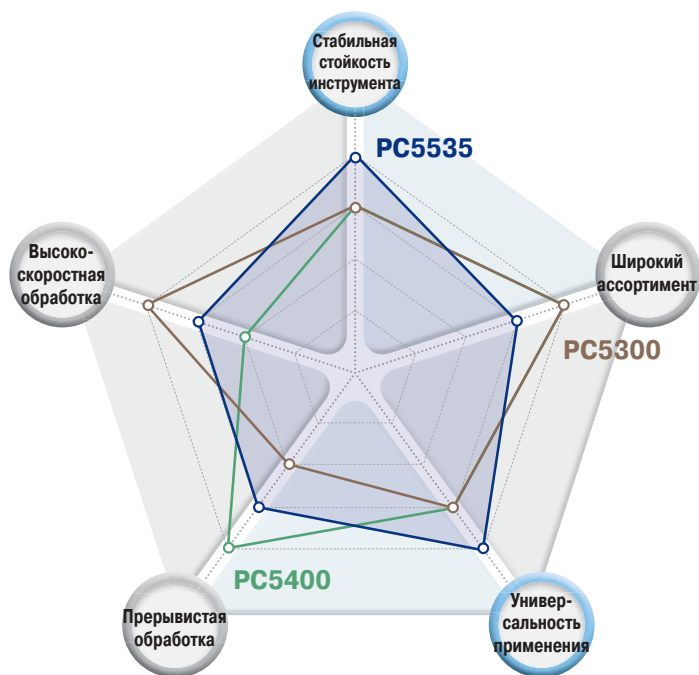 Стабильная
стойкость
инструмента
PC5535
Высоко-
скоростная
обработка
Широкий
ассортимент
PC5300
PC5400
Прерывистая
обработка
Универ-
сальность
применения